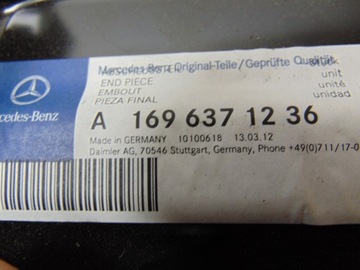 Mercedes-Benz Original-Teile/Geprüfte Qualität
END PIECE unit
EMBOUT unité
PIEZA FINAL unidad
cedes-Benz
A 169 637 12 36
Made in GERMANY 10100618 13.03.12
Daimler AG, 70546 Stuttgart, Germany, Phone +49(0)711/17-0